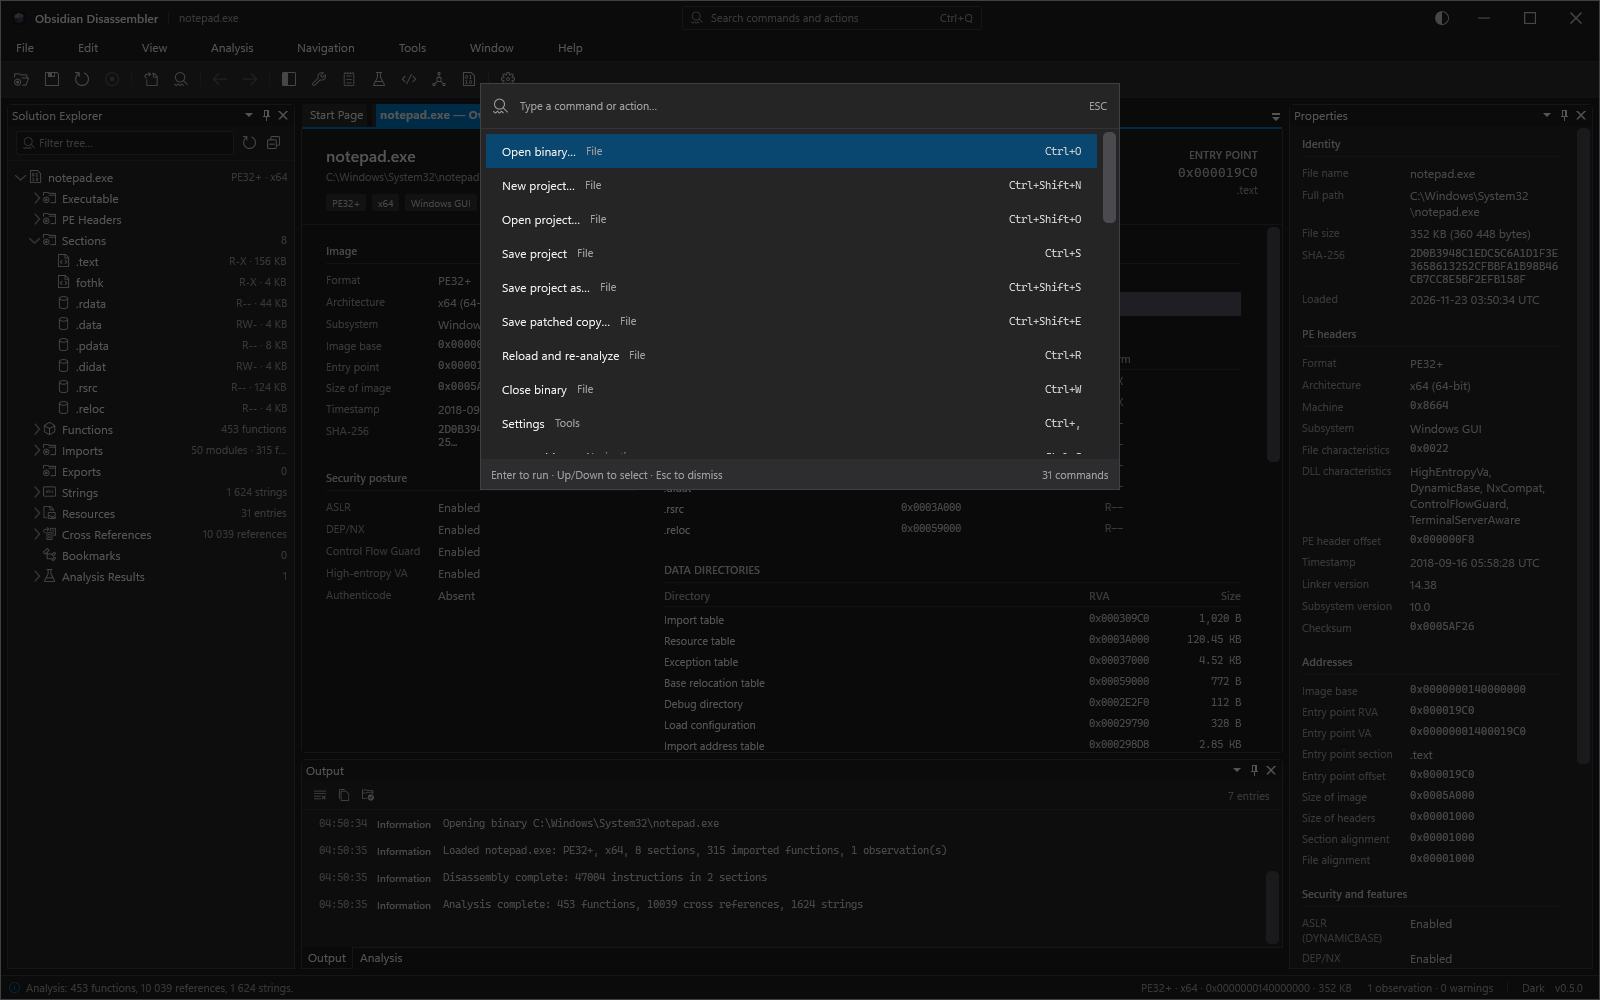 Obsidian Disassembler notepad.exe
Search commands and actions Ctrl+Q
File Edit View Analysis Navigation Tools Window Help
Solution Explorer
Filter tree...
notepad.exe PE32+ · x64
Executable
PE Headers
Sections 8
.text R-X · 156 KB
fothk R-X · 4 KB
.rdata R-- · 44 KB
.data RW- · 4 KB
.pdata R-- · 8 KB
.didat RW- · 4 KB
.rsrc R-- · 124 KB
.reloc R-- · 4 KB
Functions 453 functions
Imports 50 modules · 315 f...
Exports 0
Strings 1 624 strings
Resources 31 entries
Cross References 10 039 references
Bookmarks 0
Analysis Results 1
Start Page notepad.exe — Ov
notepad.exe
C:\Windows\System32\notepad
PE32+ x64 Windows GUI
ENTRY POINT
0x000019C0
.text
Image
Format PE32+
Architecture x64 (64-
Subsystem Window
Image base 0x00000
Entry point 0x00001
Size of image 0x0005A
Timestamp 2018-09
SHA-256 2D0B394
25...
Security posture
ASLR Enabled
DEP/NX Enabled
Control Flow Guard Enabled
High-entropy VA Enabled
Authenticode Absent
Type a command or action... ESC
Open binary... File Ctrl+O
New project... File Ctrl+Shift+N
Open project... File Ctrl+Shift+O
Save project File Ctrl+S
Save project as... File Ctrl+Shift+S
Save patched copy... File Ctrl+Shift+E
Reload and re-analyze File Ctrl+R
Close binary File Ctrl+W
Settings Tools Ctrl+,
Enter to run · Up/Down to select · Esc to dismiss 31 commands
.rsrc 0x0003A000 R--
.reloc 0x00059000 R--
DATA DIRECTORIES
Directory RVA Size
Import table 0x000309C0 1,020 B
Resource table 0x0003A000 120.45 KB
Exception table 0x00037000 4.52 KB
Base relocation table 0x00059000 772 B
Debug directory 0x0002E2F0 112 B
Load configuration 0x00029790 328 B
Import address table 0x000298D8 2.85 KB
Output
7 entries
04:50:34 Information Opening binary C:\Windows\System32\notepad.exe
04:50:35 Information Loaded notepad.exe: PE32+, x64, 8 sections, 315 imported functions, 1 observation(s)
04:50:35 Information Disassembly complete: 47004 instructions in 2 sections
04:50:35 Information Analysis complete: 453 functions, 10039 cross references, 1624 strings
Output Analysis
Properties
Identity
File name notepad.exe
Full path C:\Windows\System32
\notepad.exe
File size 352 KB (360 448 bytes)
SHA-256 2D0B3948C1EDC5C6A1D1F3E
3658613252CFBBFA1B98B46
CB7CC8E5BF2EFB158F
Loaded 2026-11-23 03:50:34 UTC
PE headers
Format PE32+
Architecture x64 (64-bit)
Machine 0x8664
Subsystem Windows GUI
File characteristics 0x0022
DLL characteristics HighEntropyVa,
DynamicBase, NxCompat,
ControlFlowGuard,
TerminalServerAware
PE header offset 0x000000F8
Timestamp 2018-09-16 05:58:28 UTC
Linker version 14.38
Subsystem version 10.0
Checksum 0x0005AF26
Addresses
Image base 0x0000000140000000
Entry point RVA 0x000019C0
Entry point VA 0x00000001400019C0
Entry point section .text
Entry point offset 0x000019C0
Size of image 0x0005A000
Size of headers 0x00001000
Section alignment 0x00001000
File alignment 0x00001000
Security and features
ASLR Enabled
(DYNAMICBASE)
DEP/NX Enabled
Analysis: 453 functions, 10 039 references, 1 624 strings.
PE32+ · x64 · 0x0000000140000000 · 352 KB 1 observation · 0 warnings Dark v0.5.0